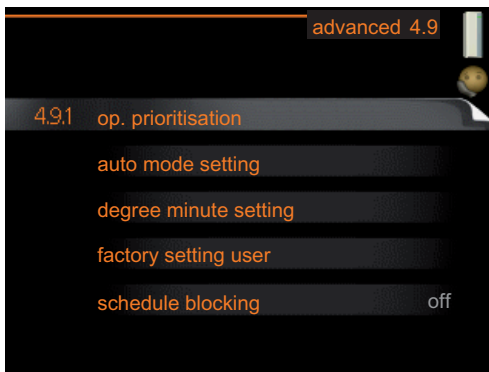 advanced 4.9
4.9.1 op. prioritisation
auto mode setting
degree minute setting
factory setting user
schedule blocking off